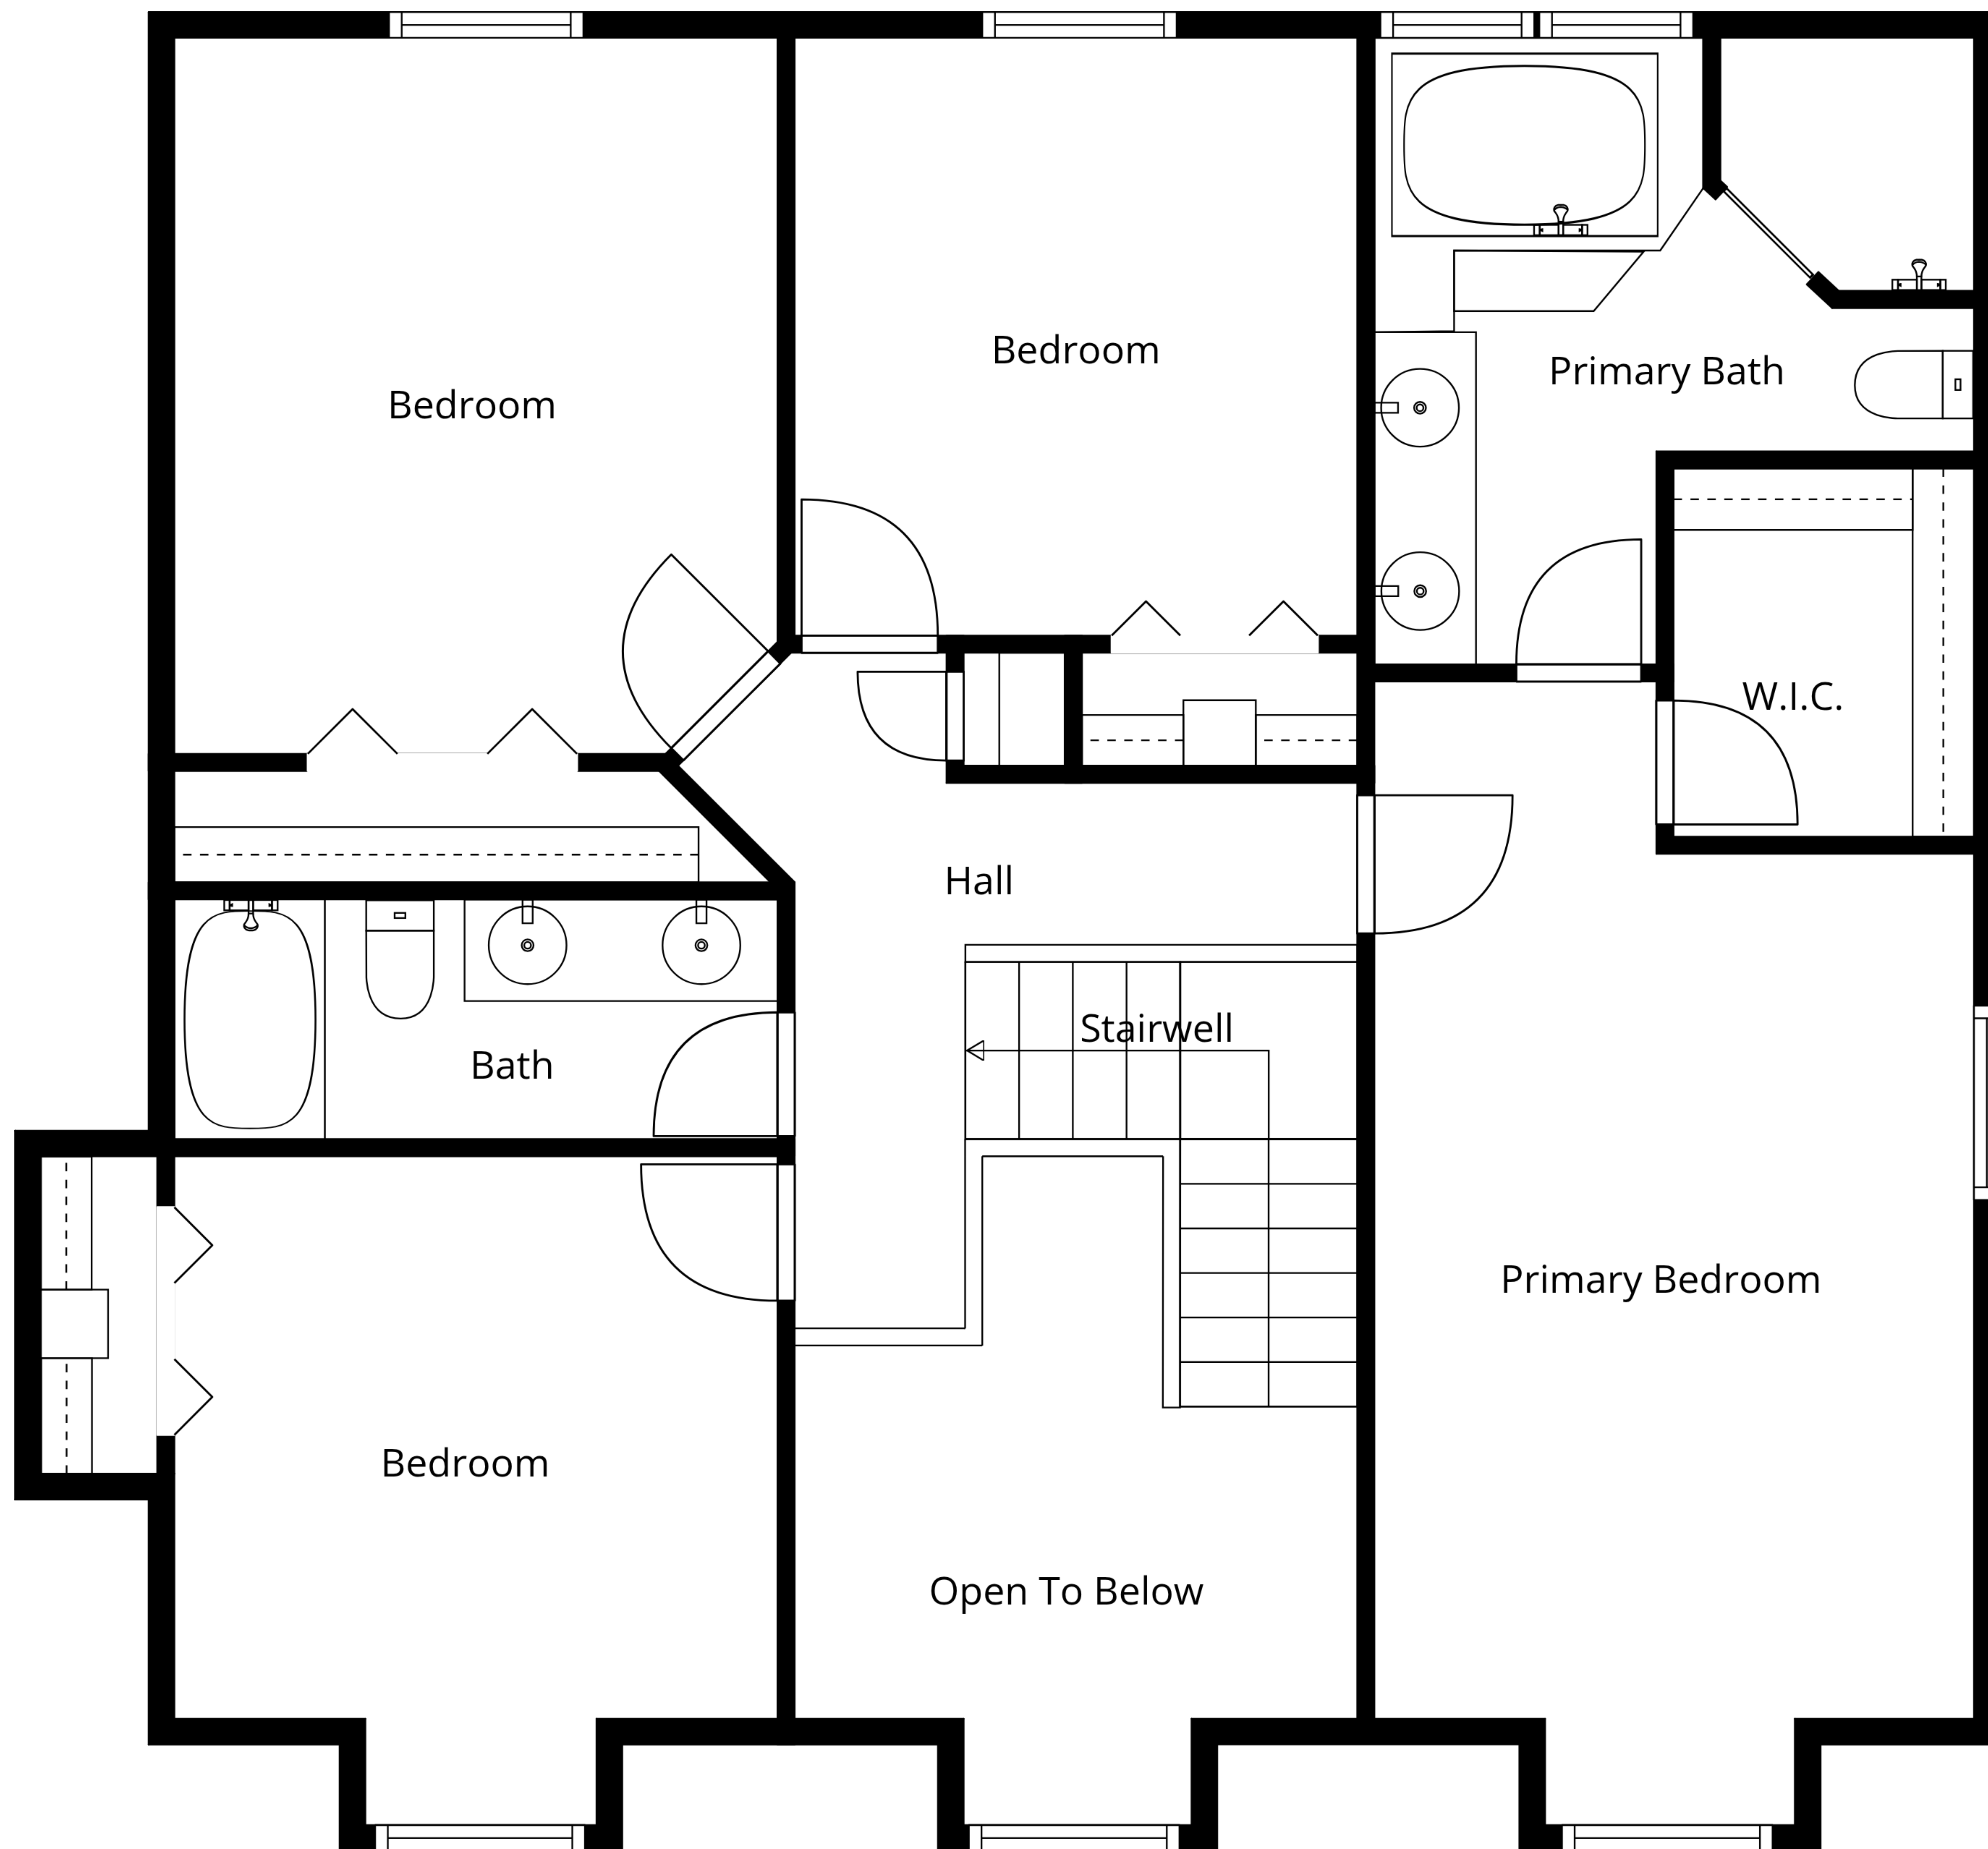 Bedroom
Bedroom
Primary Bath
W.I.C.
Hall
Stairwell
Bath
Primary Bedroom
Bedroom
Open To Below